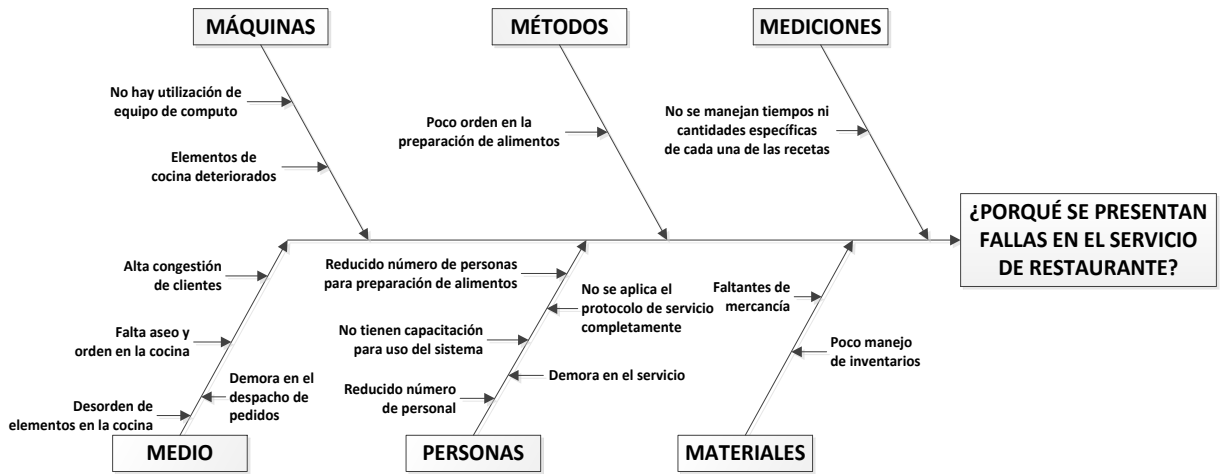 MÁQUINAS
MÉTODOS
MEDICIONES
No hay utilización de
equipo de computo
Elementos de
cocina deteriorados
Poco orden en la
preparación de alimentos
No se manejan tiempos ni
cantidades específicas
de cada una de las recetas
¿PORQUÉ SE PRESENTAN
FALLAS EN EL SERVICIO
DE RESTAURANTE?
Alta congestión
de clientes
Falta aseo y
orden en la cocina
Demora en el
despacho de
pedidos
Desorden de
elementos en la cocina
Reducido número de personas
para preparación de alimentos
No se aplica el
protocolo de servicio
completamente
No tienen capacitación
para uso del sistema
Demora en el servicio
Reducido número
de personal
Faltantes de
mercancía
Poco manejo
de inventarios
MEDIO
PERSONAS
MATERIALES